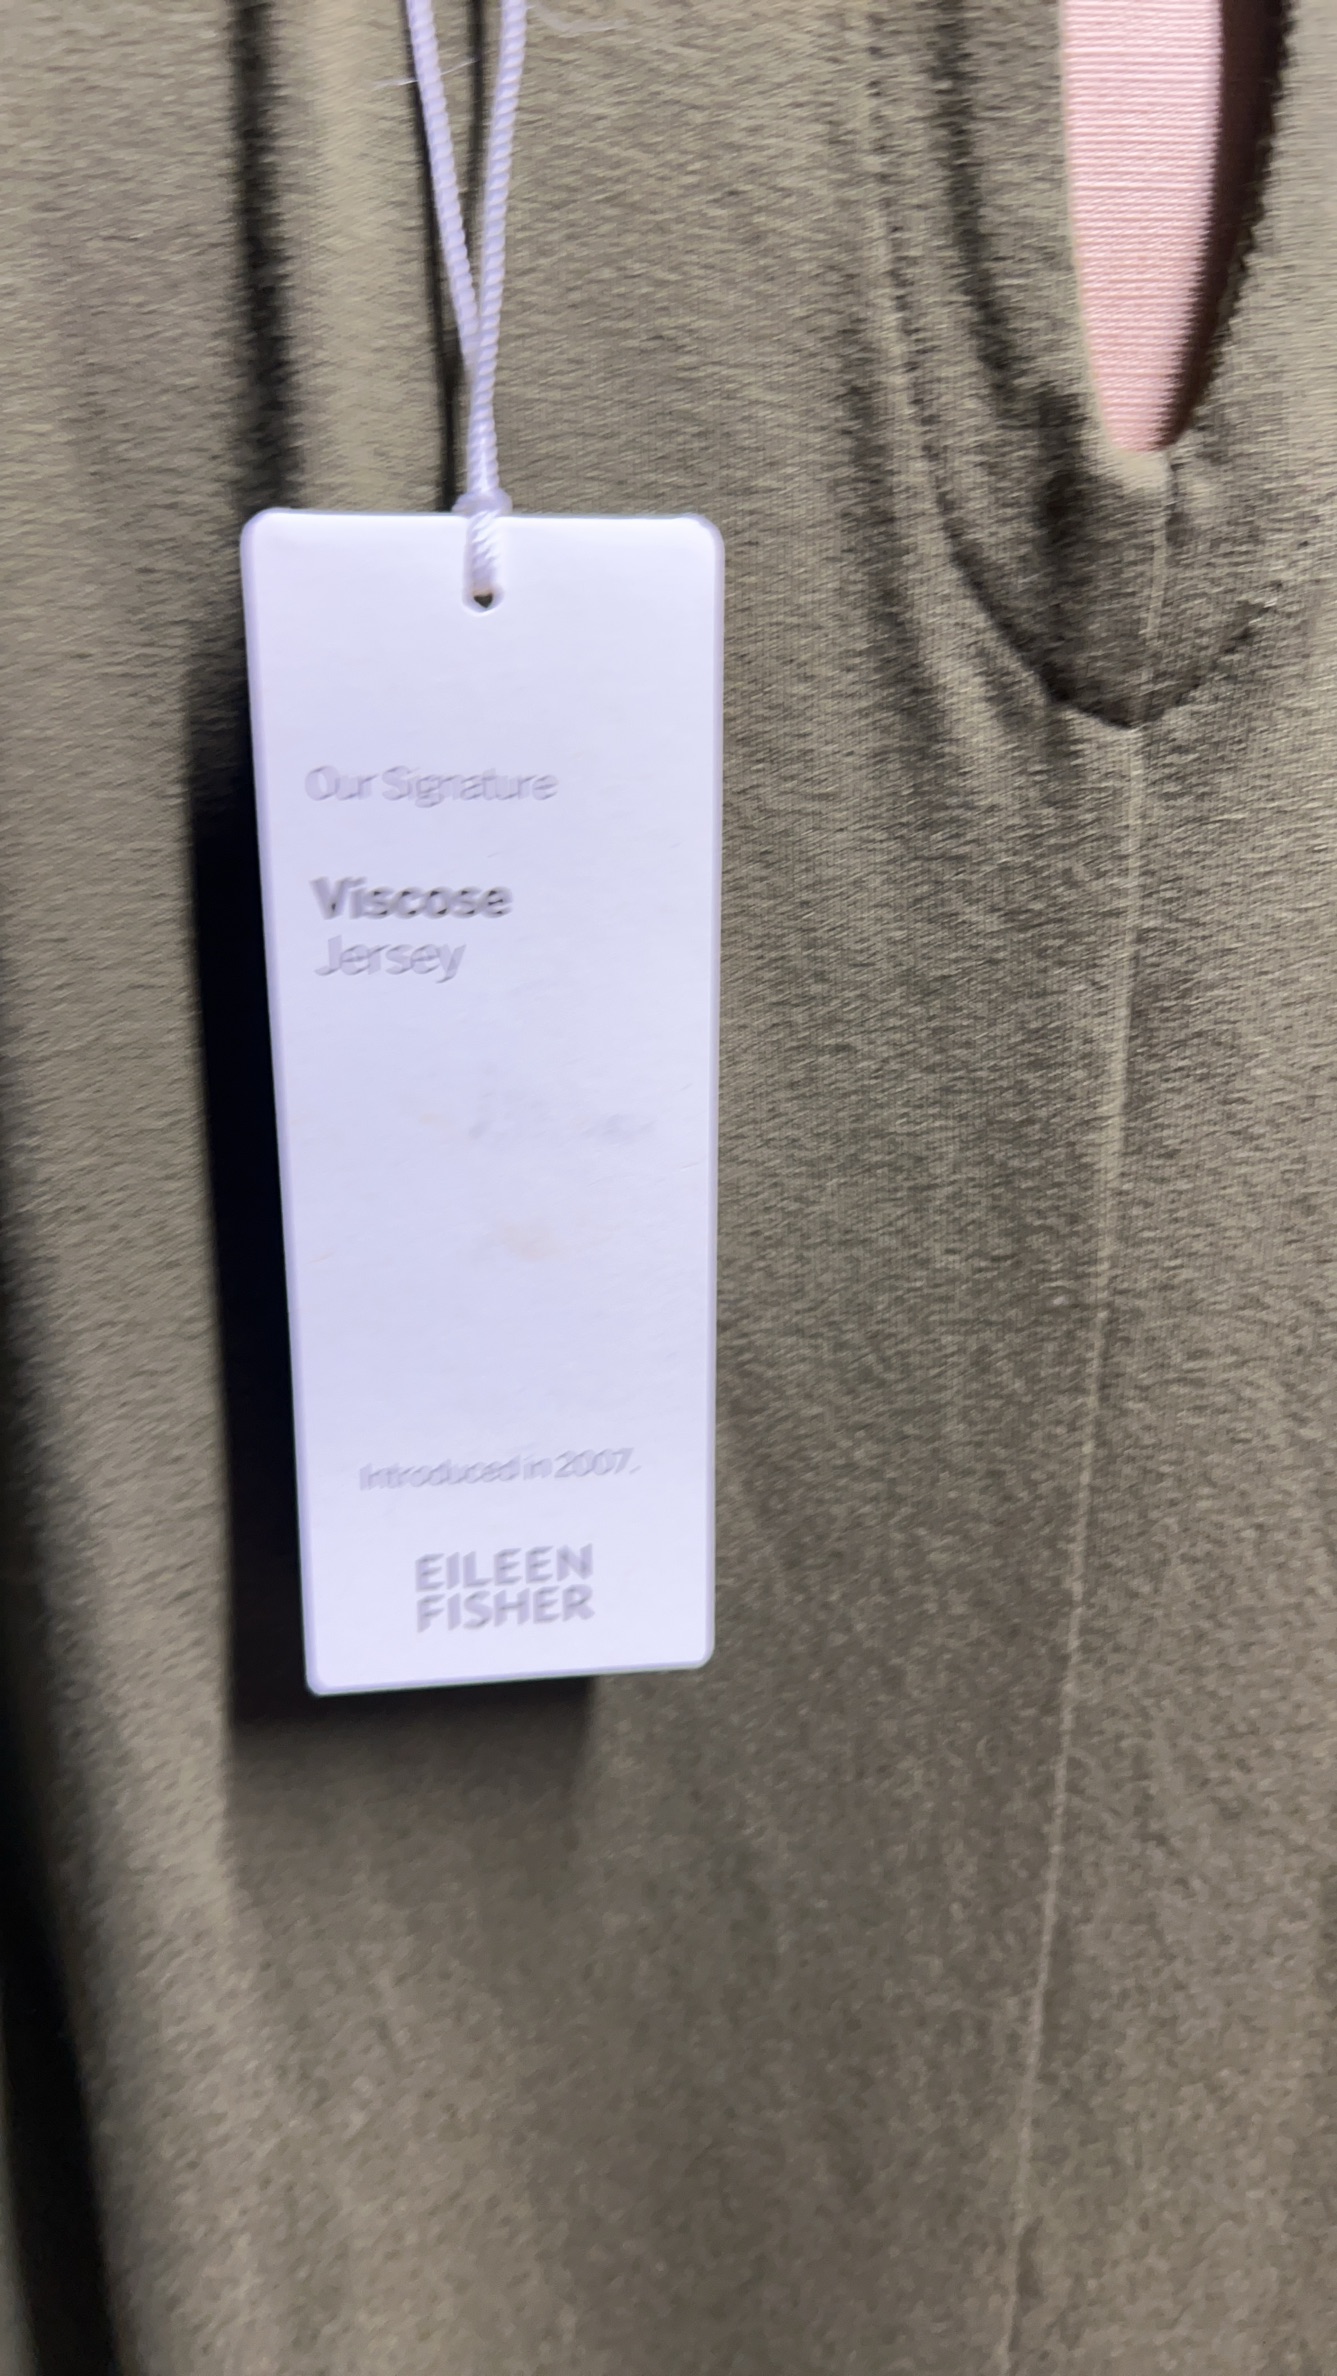 Our Signature
Viscose
Jersey
Introduced in 2007.
EILEEN
FISHER